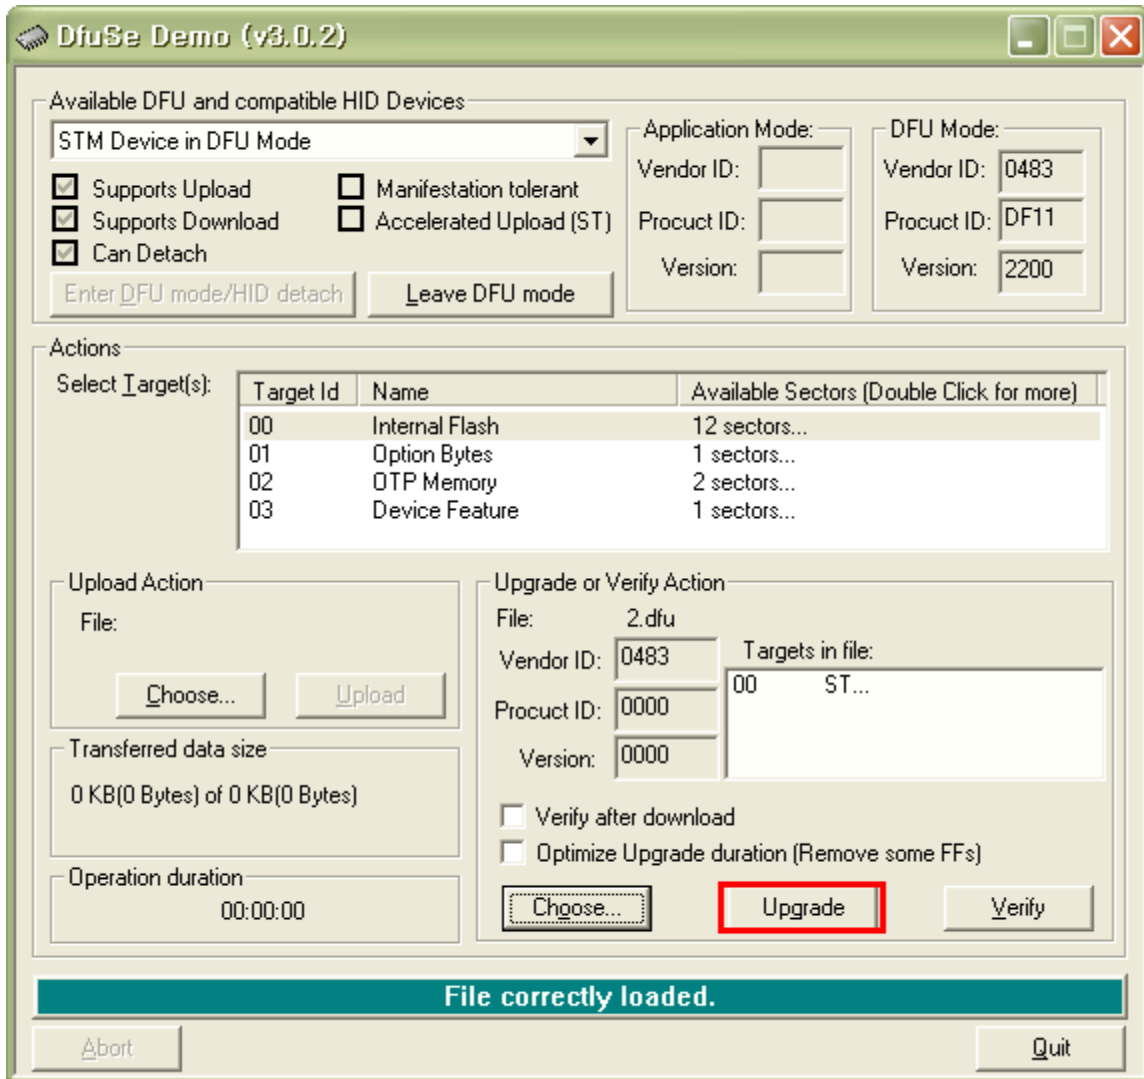 DfuSe Demo (v3.0.2)
Available DFU and compatible HID Devices
STM Device in DFU Mode
Supports Upload
Manifestation tolerant
Supports Download
Accelerated Upload (ST)
Can Detach
Enter DFU mode/HID detach
Leave DFU mode
Application Mode:
Vendor ID:
Procuct ID:
Version:
DFU Mode:
Vendor ID: 0483
Procuct ID: DF11
Version: 2200
Actions
Select Target(s):
Target Id Name Available Sectors (Double Click for more)
00 Internal Flash 12 sectors...
01 Option Bytes 1 sectors...
02 OTP Memory 2 sectors...
03 Device Feature 1 sectors...
Upload Action
File:
Choose... Upload
Transferred data size
0 KB(0 Bytes) of 0 KB(0 Bytes)
Operation duration
00:00:00
Upgrade or Verify Action
File: 2.dfu
Vendor ID: 0483
Procuct ID: 0000
Version: 0000
Targets in file:
00 ST...
Verify after download
Optimize Upgrade duration (Remove some FFs)
Choose... Upgrade Verify
File correctly loaded.
Abort Quit